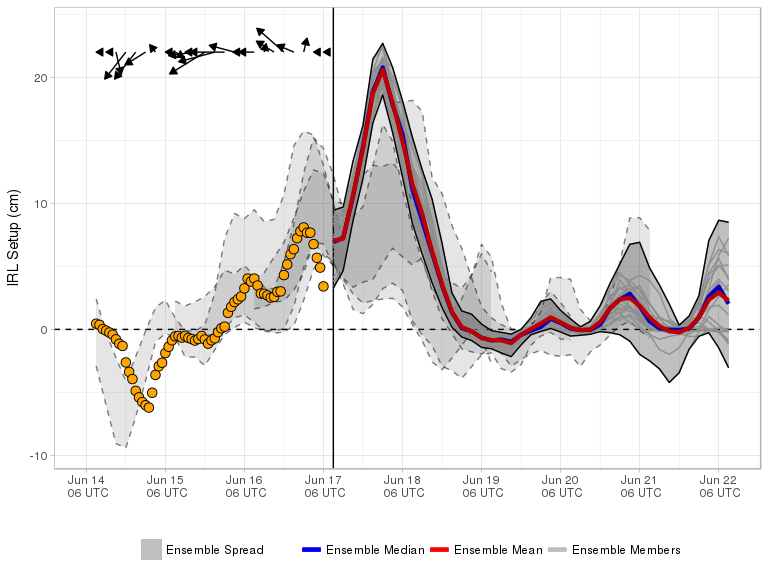 IRL Setup (cm)
20
10
0
-10
Jun 14 Jun 15 Jun 16 Jun 17 Jun 18 Jun 19 Jun 20 Jun 21 Jun 22
06 UTC 06 UTC 06 UTC 06 UTC 06 UTC 06 UTC 06 UTC 06 UTC 06 UTC
Ensemble Spread Ensemble Median Ensemble Mean Ensemble Members